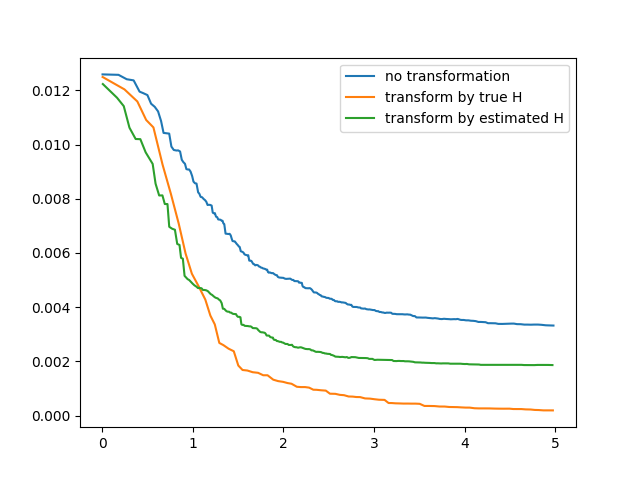 no transformation
transform by true H
transform by estimated H
0.012
0.010
0.008
0.006
0.004
0.002
0.000
0 1 2 3 4 5